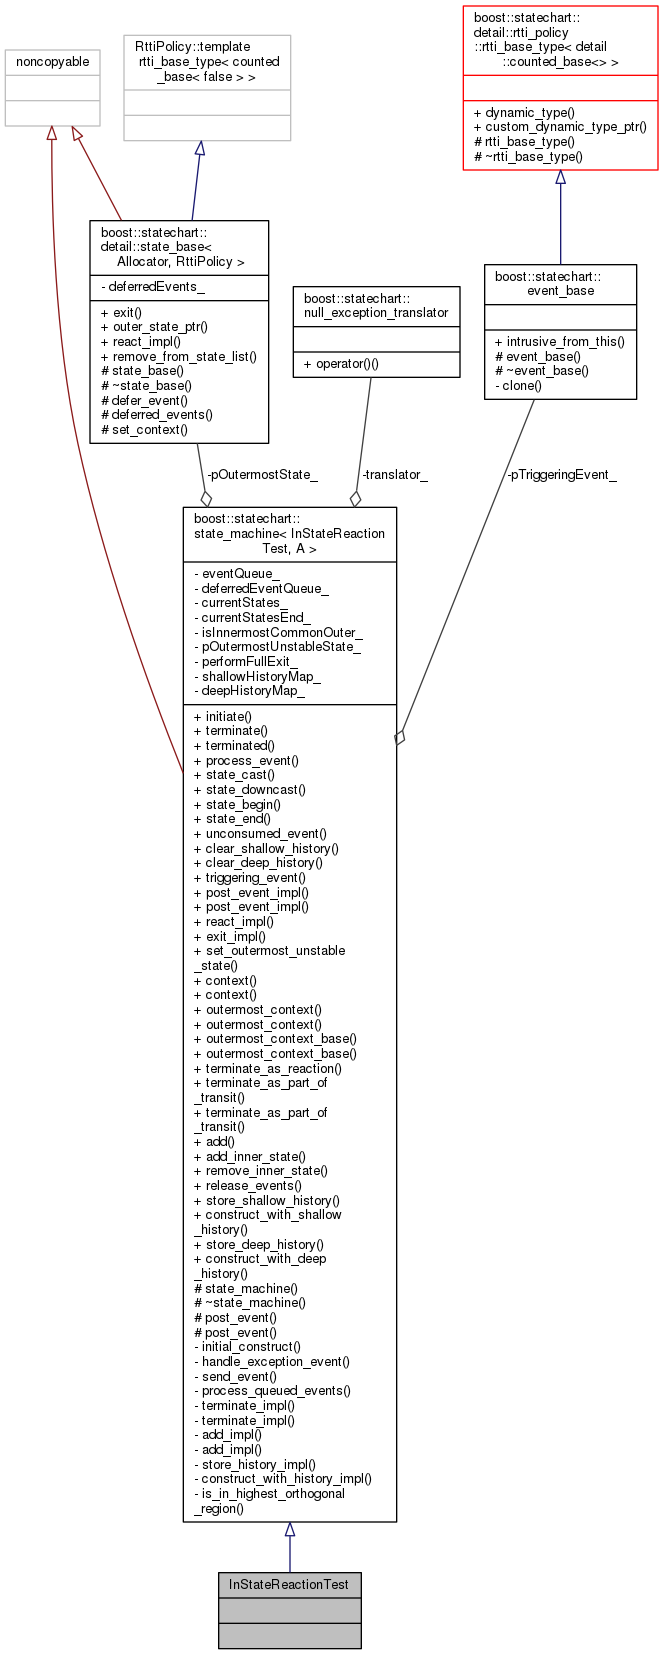 noncopyable
RttiPolicy::template
rtti_base_type< counted
_base< false > >
boost::statechart::
detail::rtti_policy
::rtti_base_type< detail
::counted_base<> >
+ dynamic_type()
+ custom_dynamic_type_ptr()
# rtti_base_type()
# ~rtti_base_type()
boost::statechart::
detail::state_base<
Allocator, RttiPolicy >
- deferredEvents_
+ exit()
+ outer_state_ptr()
+ react_impl()
+ remove_from_state_list()
# state_base()
# ~state_base()
# defer_event()
# deferred_events()
# set_context()
boost::statechart::
null_exception_translator
+ operator()()
boost::statechart::
event_base
+ intrusive_from_this()
# event_base()
# ~event_base()
- clone()
-pOutermostState_
-translator_
-pTriggeringEvent_
boost::statechart::
state_machine< InStateReaction
Test, A >
- eventQueue_
- deferredEventQueue_
- currentStates_
- currentStatesEnd_
- isInnermostCommonOuter_
- pOutermostUnstableState_
- performFullExit_
- shallowHistoryMap_
- deepHistoryMap_
+ initiate()
+ terminate()
+ terminated()
+ process_event()
+ state_cast()
+ state_downcast()
+ state_begin()
+ state_end()
+ unconsumed_event()
+ clear_shallow_history()
+ clear_deep_history()
+ triggering_event()
+ post_event_impl()
+ post_event_impl()
+ react_impl()
+ exit_impl()
+ set_outermost_unstable
_state()
+ context()
+ context()
+ outermost_context()
+ outermost_context()
+ outermost_context_base()
+ outermost_context_base()
+ terminate_as_reaction()
+ terminate_as_part_of
_transit()
+ terminate_as_part_of
_transit()
+ add()
+ add_inner_state()
+ remove_inner_state()
+ release_events()
+ store_shallow_history()
+ construct_with_shallow
_history()
+ store_deep_history()
+ construct_with_deep
_history()
# state_machine()
# ~state_machine()
# post_event()
# post_event()
- initial_construct()
- handle_exception_event()
- send_event()
- process_queued_events()
- terminate_impl()
- terminate_impl()
- add_impl()
- add_impl()
- store_history_impl()
- construct_with_history_impl()
- is_in_highest_orthogonal
_region()
InStateReactionTest